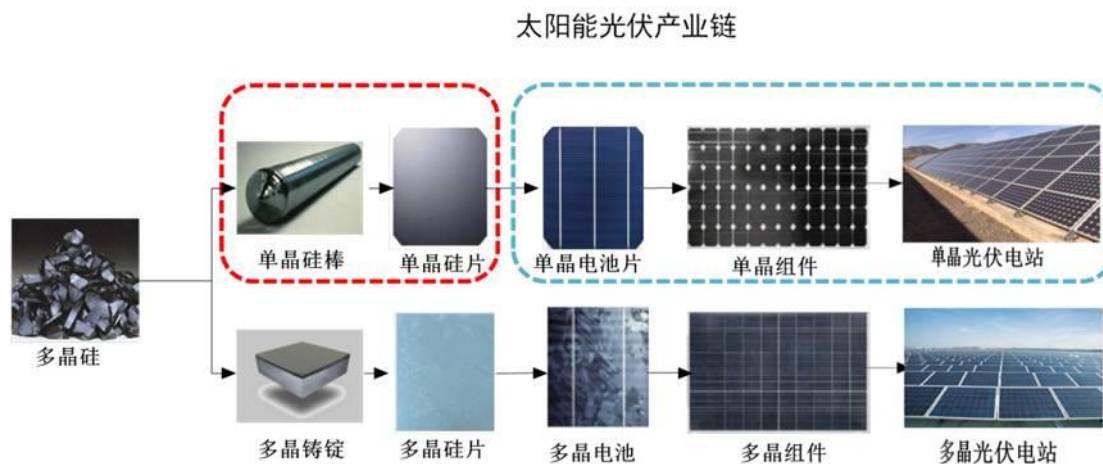 太阳能光伏产业链
单晶硅棒
单晶硅片
单晶电池片
单晶组件
单晶光伏电站
多晶硅
多晶铸锭
多晶硅片
多晶电池
多晶组件
多晶光伏电站